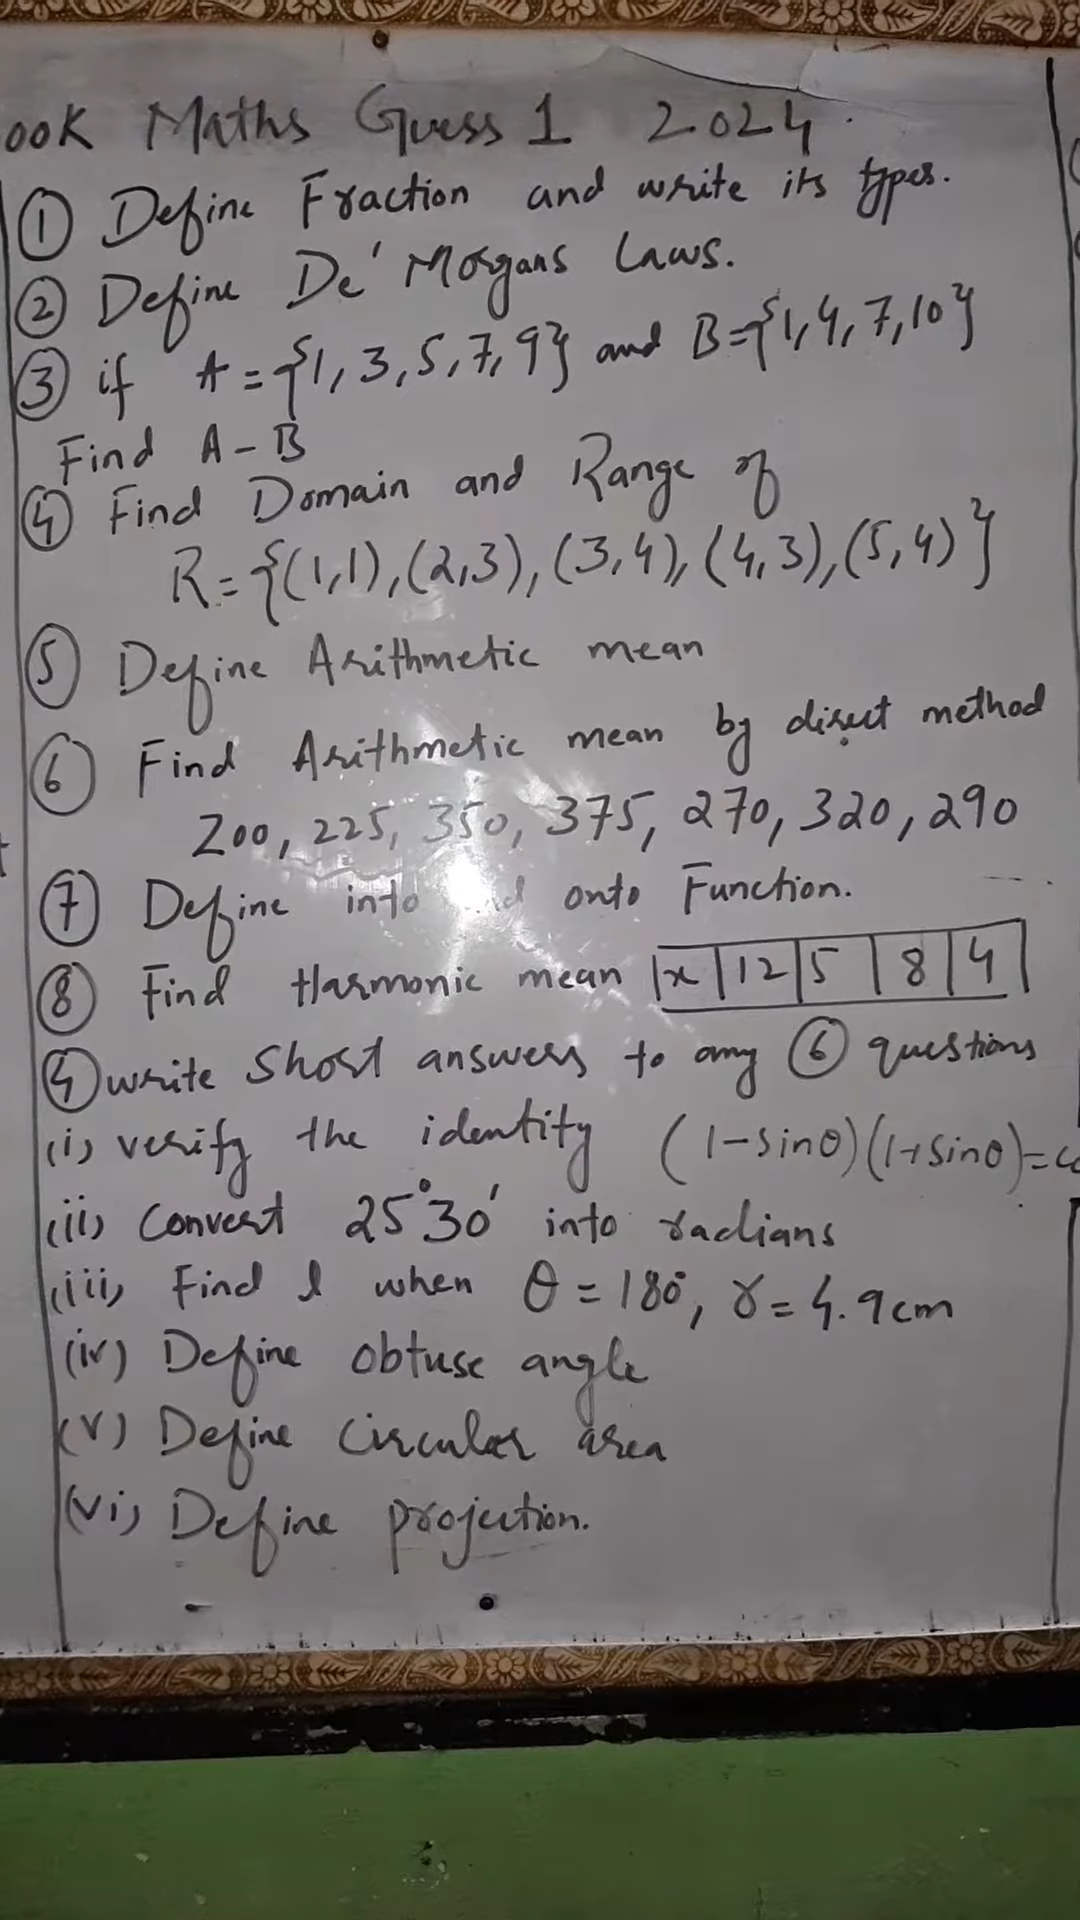 ook Maths Guess 1 2024.
① Define Fraction and write its types.
② Define De' Morgans Laws.
③ if A = {1, 3, 5, 7, 9} and B={1, 4, 7, 10}
Find A - B
④ Find Domain and Range of
R = {(1,1), (2,3), (3,4), (4,3), (5,4)}
⑤ Define Arithmetic mean
⑥ Find Arithmetic mean by direct method
200, 225, 350, 375, 270, 320, 290
⑦ Define into onto Function.
⑧ Find Harmonic mean |x|12|5|8|4|
write Short answers to any ⑥ questions
(i) verify the identity (1-sinθ)(1+sinθ)=
(ii) Convert 25°30' into radians
(iii) Find l when θ = 180°, r = 4.9cm
(iv) Define obtuse angle
(v) Define circular area
(vi) Define projection.